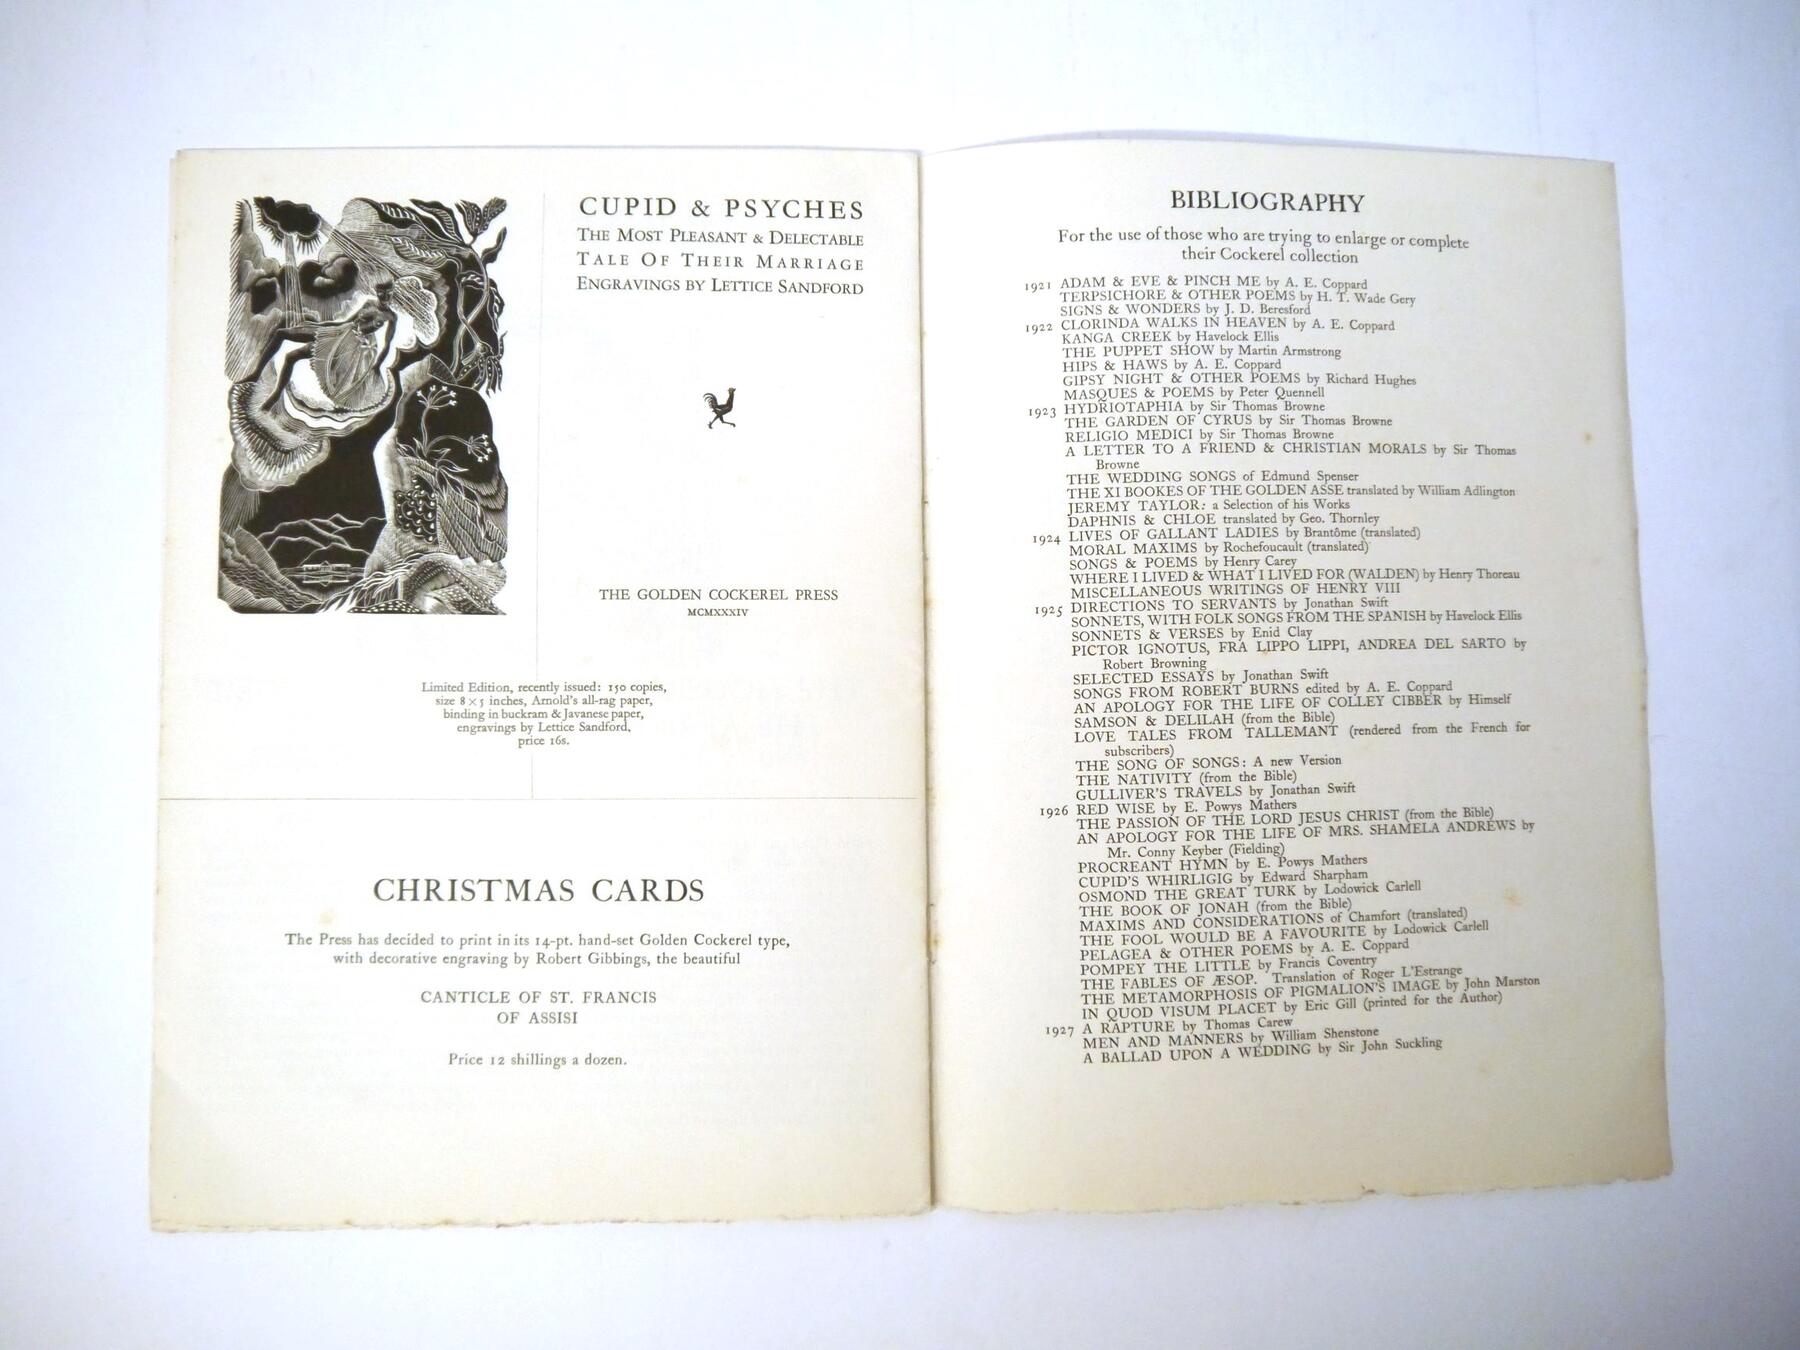 CUPID & PSYCHES
THE MOST PLEASANT & DELECTABLE
TALE OF THEIR MARRIAGE
ENGRAVINGS BY LETTICE SANDFORD
THE GOLDEN COCKEREL PRESS
MCMXXXIV
Limited Edition, recently issued: 150 copies,
size 8 × 5 inches, Arnold's all-rag paper,
binding in buckram & Javanese paper,
engravings by Lettice Sandford,
price 16s.
CHRISTMAS CARDS
The Press has decided to print in its 14-pt. hand-set Golden Cockerel type,
with decorative engraving by Robert Gibbings, the beautiful
CANTICLE OF ST. FRANCIS
OF ASSISI
Price 12 shillings a dozen.
BIBLIOGRAPHY
For the use of those who are trying to enlarge or complete
their Cockerel collection
1921 ADAM & EVE & PINCH ME by A. E. Coppard
TERPSICHORE & OTHER POEMS by H. T. Wade Gery
SIGNS & WONDERS by J. D. Beresford
1922 CLORINDA WALKS IN HEAVEN by A. E. Coppard
KANGA CREEK by Havelock Ellis
THE PUPPET SHOW by Martin Armstrong
HIPS & HAWS by A. E. Coppard
GIPSY NIGHT & OTHER POEMS by Richard Hughes
MASQUES & POEMS by Peter Quennell
1923 HYDRIOTAPHIA by Sir Thomas Browne
THE GARDEN OF CYRUS by Sir Thomas Browne
RELIGIO MEDICI by Sir Thomas Browne
A LETTER TO A FRIEND & CHRISTIAN MORALS by Sir Thomas
Browne
THE WEDDING SONGS of Edmund Spenser
THE XI BOOKES OF THE GOLDEN ASSE translated by William Adlington
JEREMY TAYLOR: a Selection of his Works
DAPHNIS & CHLOE translated by Geo. Thornley
1924 LIVES OF GALLANT LADIES by Brantôme (translated)
MORAL MAXIMS by Rochefoucault (translated)
SONGS & POEMS by Henry Carey
WHERE I LIVED & WHAT I LIVED FOR (WALDEN) by Henry Thoreau
MISCELLANEOUS WRITINGS OF HENRY VIII
1925 DIRECTIONS TO SERVANTS by Jonathan Swift
SONNETS, WITH FOLK SONGS FROM THE SPANISH by Havelock Ellis
SONNETS & VERSES by Enid Clay
PICTOR IGNOTUS, FRA LIPPO LIPPI, ANDREA DEL SARTO by
Robert Browning
SELECTED ESSAYS by Jonathan Swift
SONGS FROM ROBERT BURNS edited by A. E. Coppard
AN APOLOGY FOR THE LIFE OF COLLEY CIBBER by Himself
SAMSON & DELILAH (from the Bible)
LOVE TALES FROM TALLEMANT (rendered from the French for
subscribers)
THE SONG OF SONGS: A new Version
THE NATIVITY (from the Bible)
GULLIVER'S TRAVELS by Jonathan Swift
1926 RED WISE by E. Powys Mathers
THE PASSION OF THE LORD JESUS CHRIST (from the Bible)
AN APOLOGY FOR THE LIFE OF MRS. SHAMELA ANDREWS by
Mr. Conny Keyber (Fielding)
PROCREANT HYMN by E. Powys Mathers
CUPID'S WHIRLIGIG by Edward Sharpham
OSMOND THE GREAT TURK by Lodowick Carlell
THE BOOK OF JONAH (from the Bible)
MAXIMS AND CONSIDERATIONS of Chamfort (translated)
THE FOOL WOULD BE A FAVOURITE by Lodowick Carlell
PELAGEA & OTHER POEMS by A. E. Coppard
POMPEY THE LITTLE by Francis Coventry
THE FABLES OF ÆSOP. Translation of Roger L'Estrange
THE METAMORPHOSIS OF PIGMALION'S IMAGE by John Marston
IN QUOD VISUM PLACET by Eric Gill (printed for the Author)
1927 A RAPTURE by Thomas Carew
MEN AND MANNERS by William Shenstone
A BALLAD UPON A WEDDING by Sir John Suckling